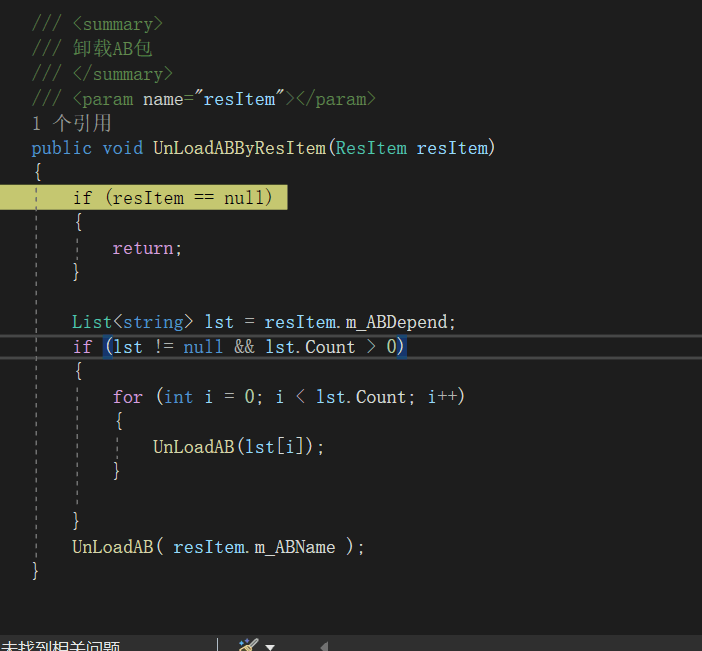 /// <summary>
/// 卸载AB包
/// </summary>
/// <param name="resItem"></param>
1 个引用
public void UnLoadABByResItem(ResItem resItem)
{
if (resItem == null)
{
return;
}
List<string> lst = resItem.m_ABDepend;
if (lst != null && lst.Count > 0)
{
for (int i = 0; i < lst.Count; i++)
{
UnLoadAB(lst[i]);
}
}
UnLoadAB( resItem.m_ABName );
}
未找到相关问题